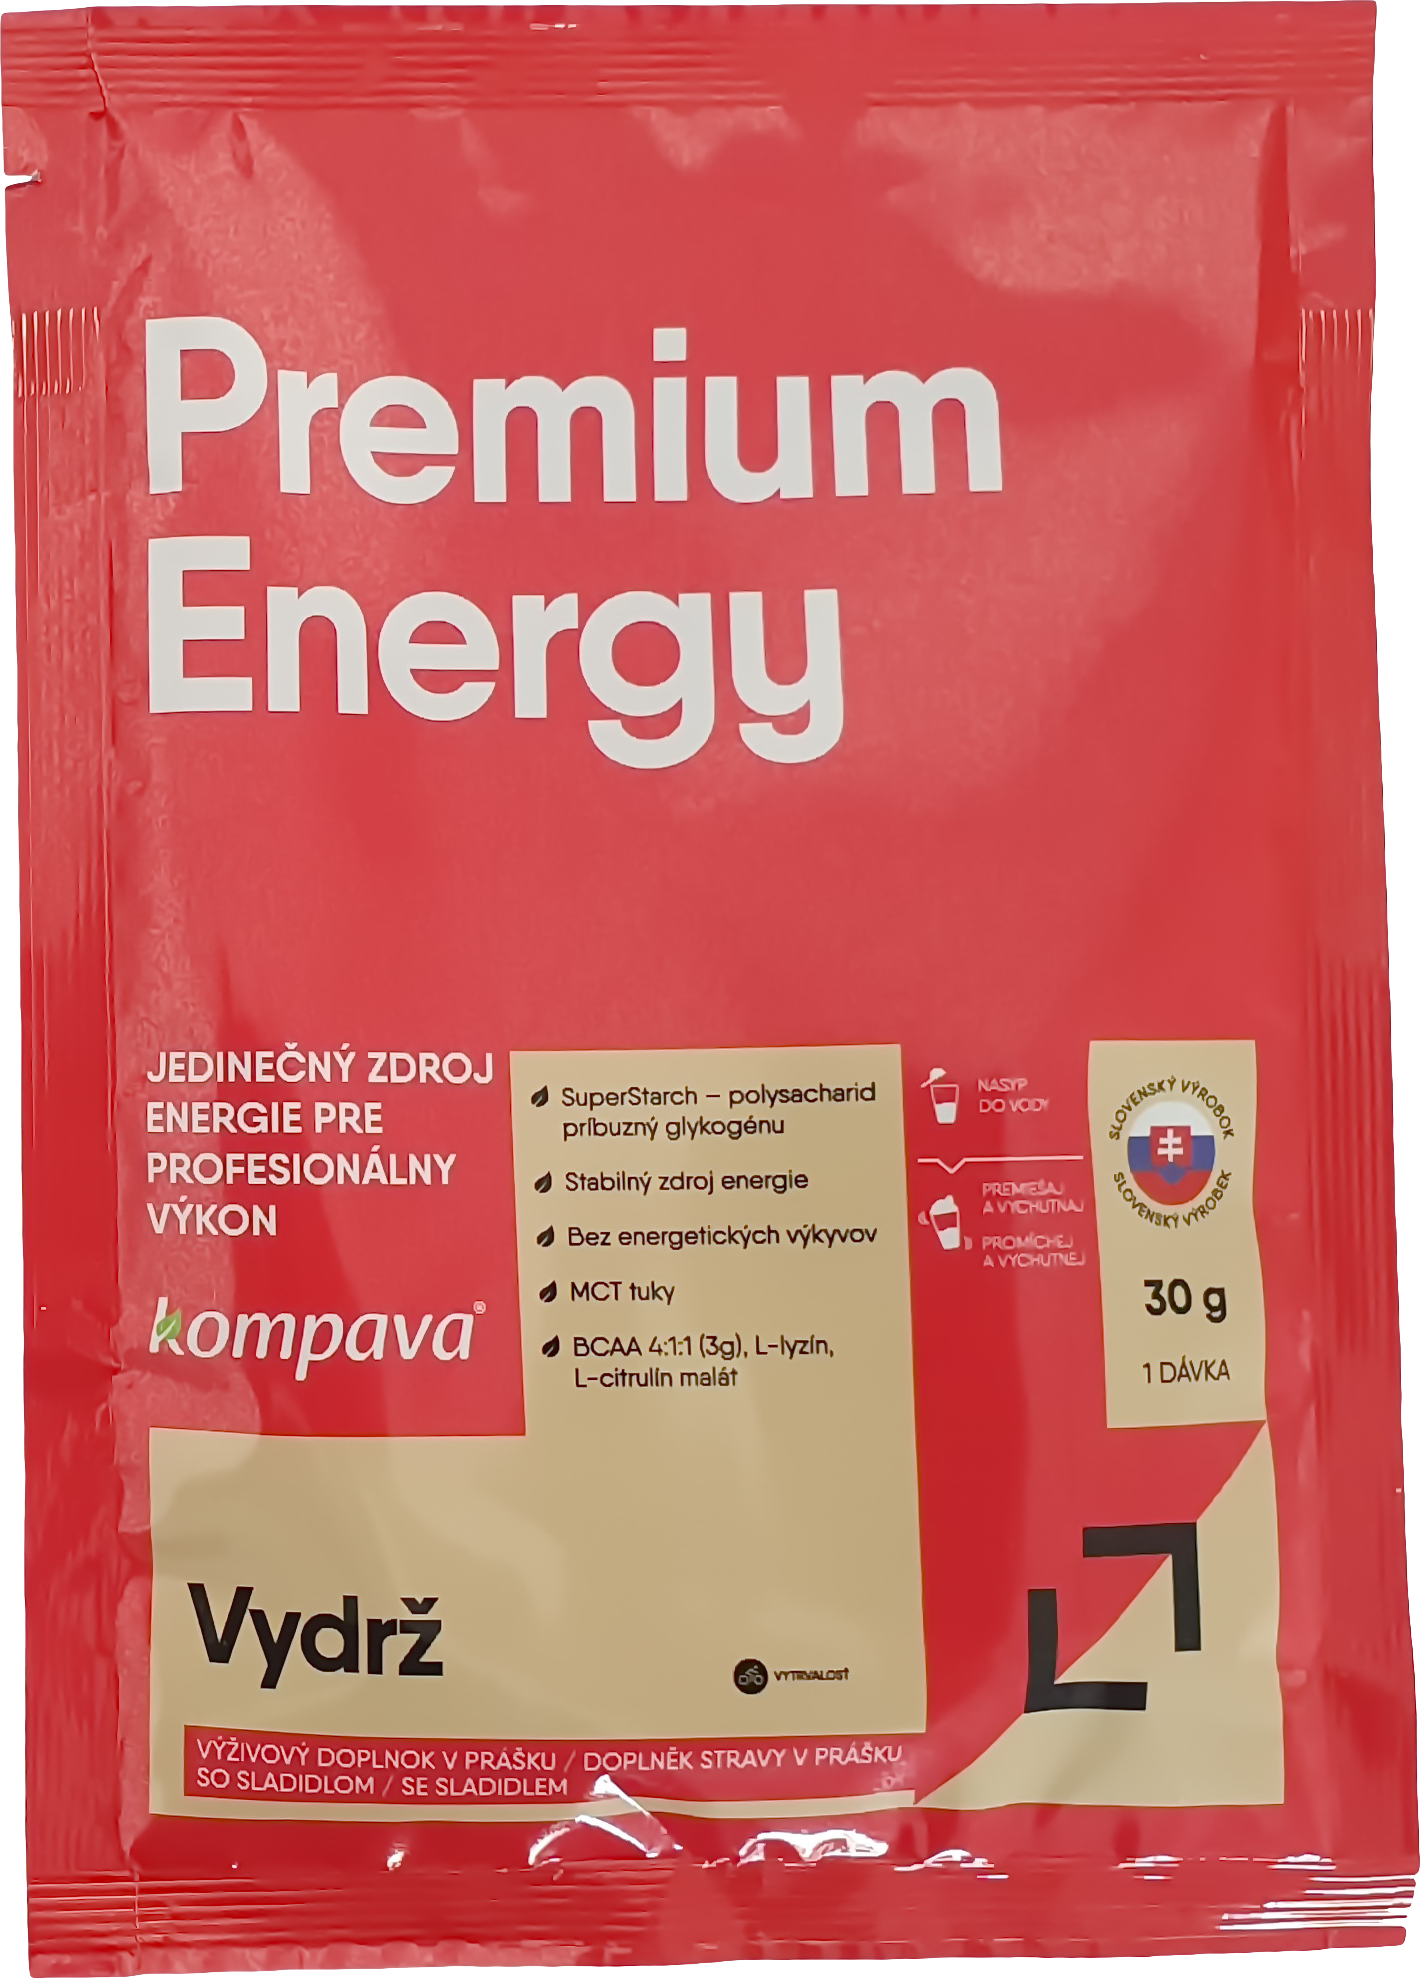 Premium
Energy
JEDINEČNÝ ZDROJ
ENERGIE PRE
PROFESIONÁLNY
VÝKON
kompava®
SuperStarch – polysacharid
príbuzný glykogénu
Stabilný zdroj energie
Bez energetických výkyvov
MCT tuky
BCAA 4:1:1 (3g), L-lyzín,
L-citrulín malát
NASYP
DO VODY
PREMIEŠAJ
A VYCHUTNAJ
PROMÍCHEJ
A VYCHUTNEJ
SLOVENSKÝ VÝROBOK
SLOVENSKÝ VÝROBEK
30 g
1 DÁVKA
Vydrž
VYTRVALOSŤ
VÝŽIVOVÝ DOPLNOK V PRÁŠKU / DOPLNĚK STRAVY V PRÁŠKU
SO SLADIDLOM / SE SLADIDLEM